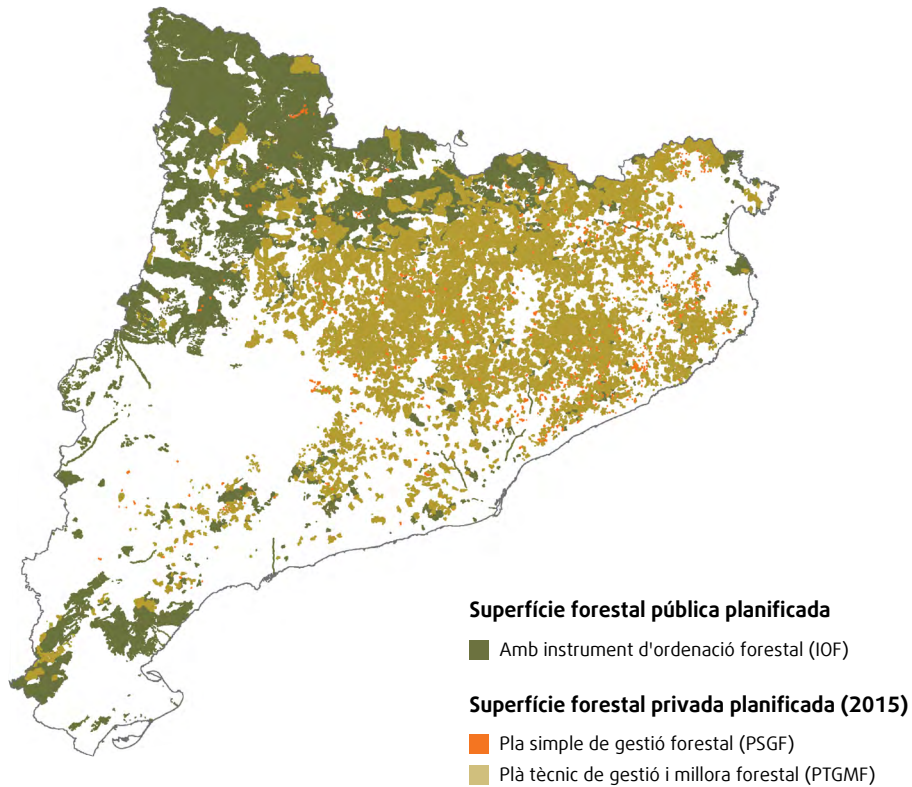 Superfície forestal pública planificada
Amb instrument d'ordenació forestal (IOF)
Superfície forestal privada planificada (2015)
Pla simple de gestió forestal (PSGF)
Plà tècnic de gestió i millora forestal (PTGMF)